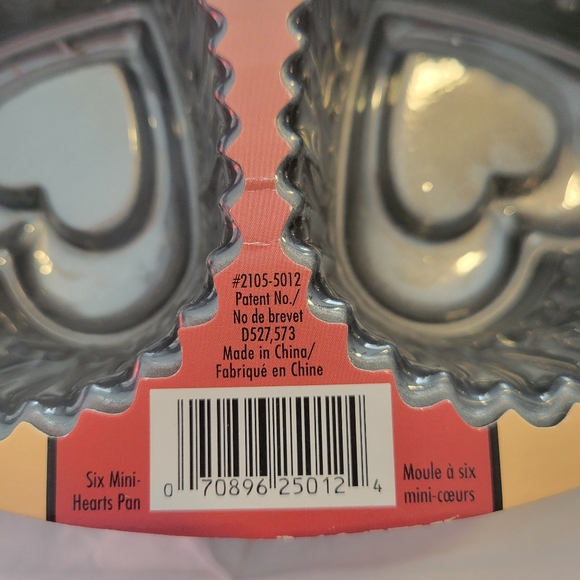 #2105-5012
Patent No./
No de brevet
D527,573
Made in China/
Fabriqué en Chine
Six Mini-
Hearts Pan
0 70896 25012 4
Moule à six
mini-cœurs